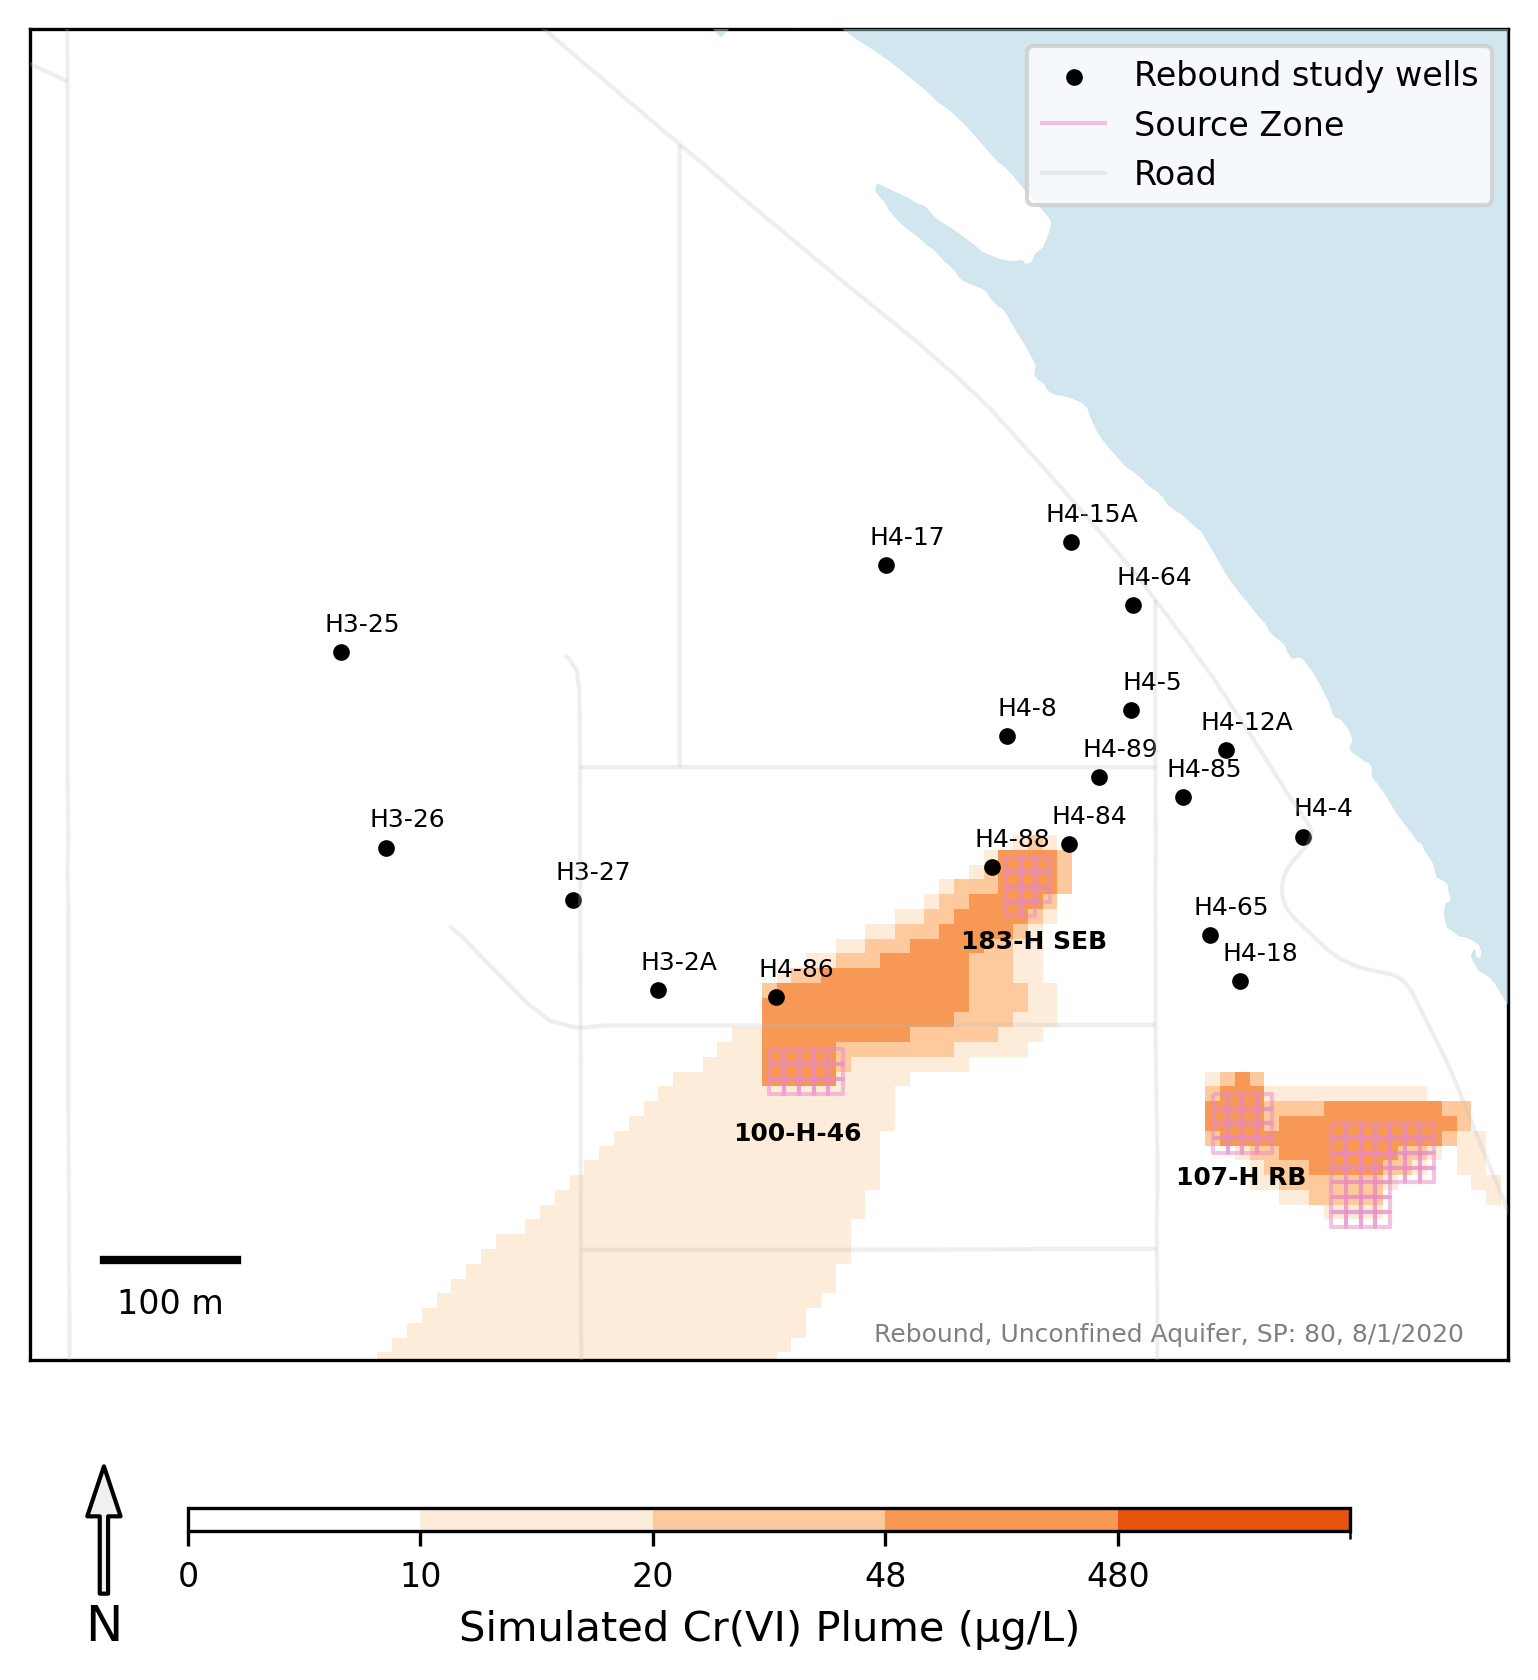 Rebound study wells
Source Zone
Road
H4-15A
H4-17
H4-64
H3-25
H4-5
H4-8
H4-12A
H4-89
H4-85
H4-4
H3-26
H4-84
H4-88
H3-27
H4-65
183-H SEB
H4-18
H3-2A
H4-86
100-H-46
107-H RB
100 m
Rebound, Unconfined Aquifer, SP: 80, 8/1/2020
0 10 20 48 480
N
Simulated Cr(VI) Plume (μg/L)